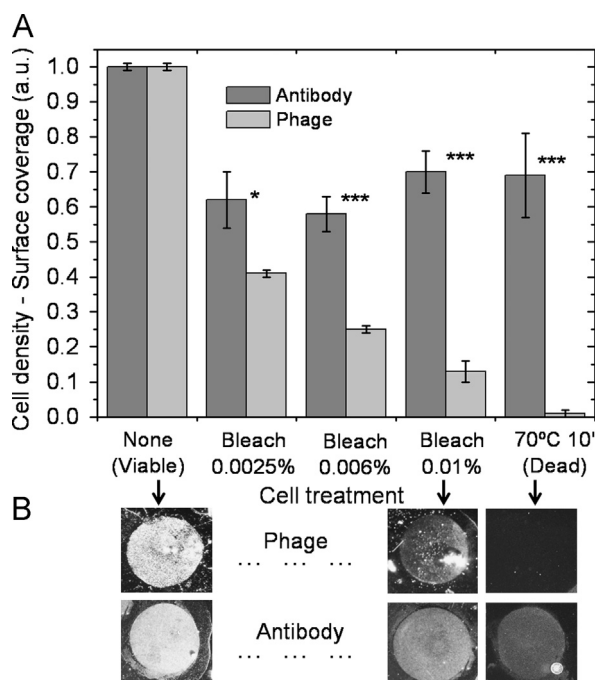 A
Cell density - Surface coverage (a.u.)
1.0
0.9
0.8
0.7
0.6
0.5
0.4
0.3
0.2
0.1
0.0
Antibody
Phage
*
***
***
***
None
(Viable)
Bleach
0.0025%
Bleach
0.006%
Bleach
0.01%
70ºC 10'
(Dead)
Cell treatment
B
Phage
... ... ...
Antibody
... ... ...